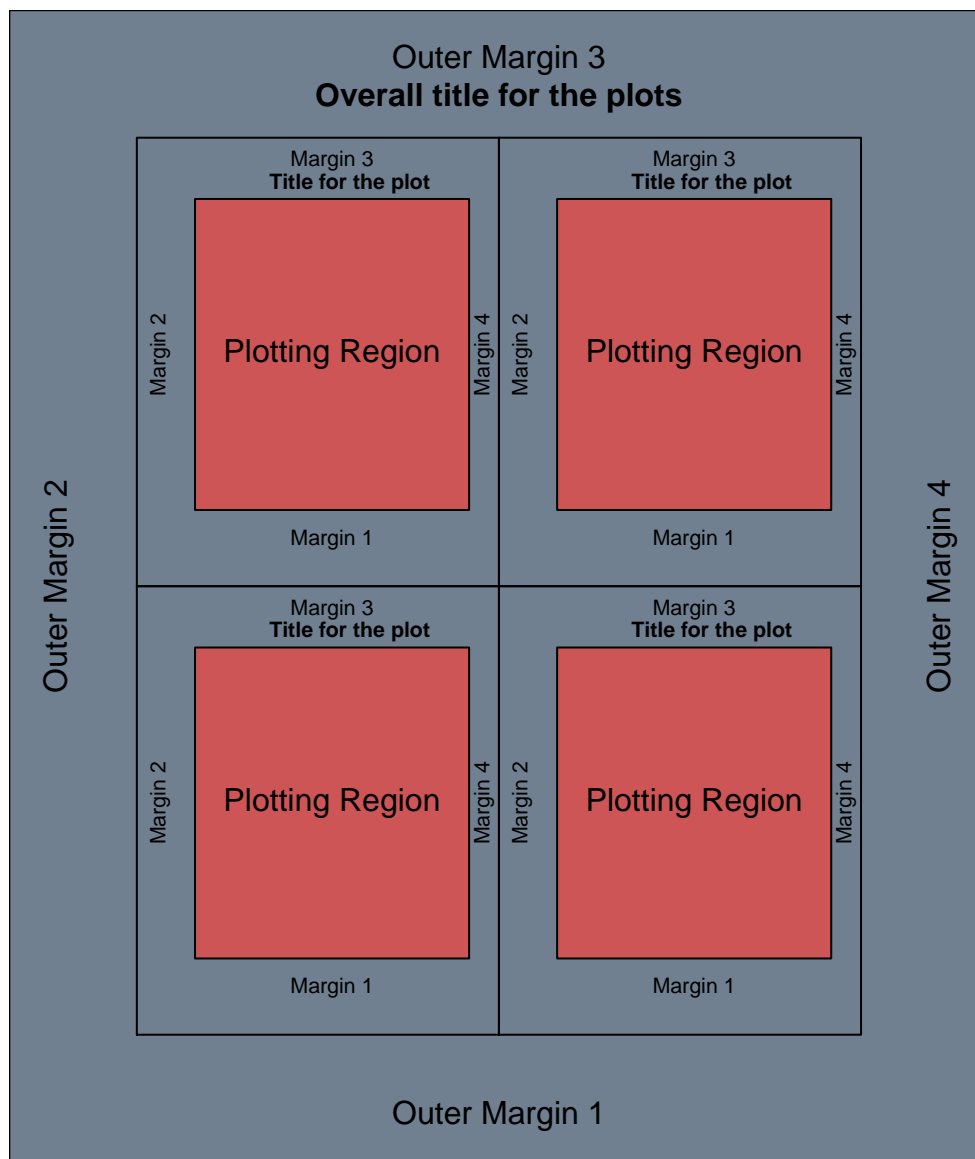 Outer Margin 3
Overall title for the plots
Margin 3
Title for the plot
Margin 2
Plotting Region
Margin 4
Margin 1
Margin 3
Title for the plot
Margin 2
Plotting Region
Margin 4
Margin 1
Outer Margin 2
Outer Margin 4
Margin 3
Title for the plot
Margin 2
Plotting Region
Margin 4
Margin 1
Margin 3
Title for the plot
Margin 2
Plotting Region
Margin 4
Margin 1
Outer Margin 1